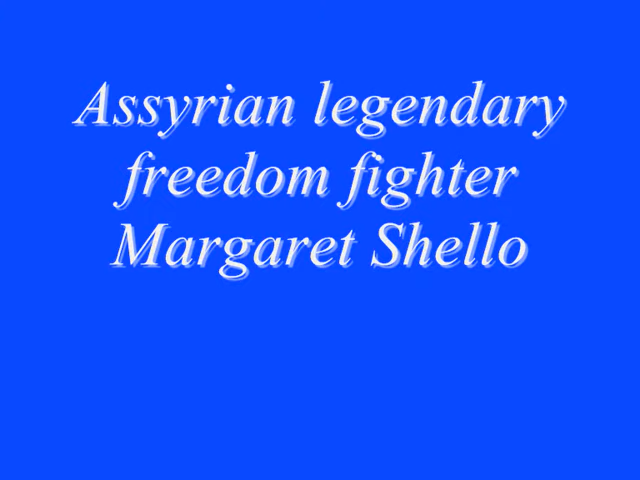 Assyrian legendary
freedom fighter
Margaret Shello